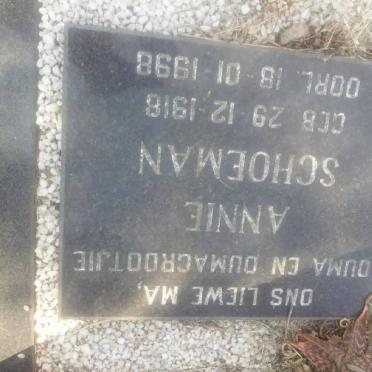 ONS LIEWE MA,
OUMA EN OUMAGROOTJIE
ANNIE
SCHOEMAN
GEB. 29-12-1918
OORL. 18-01-1998